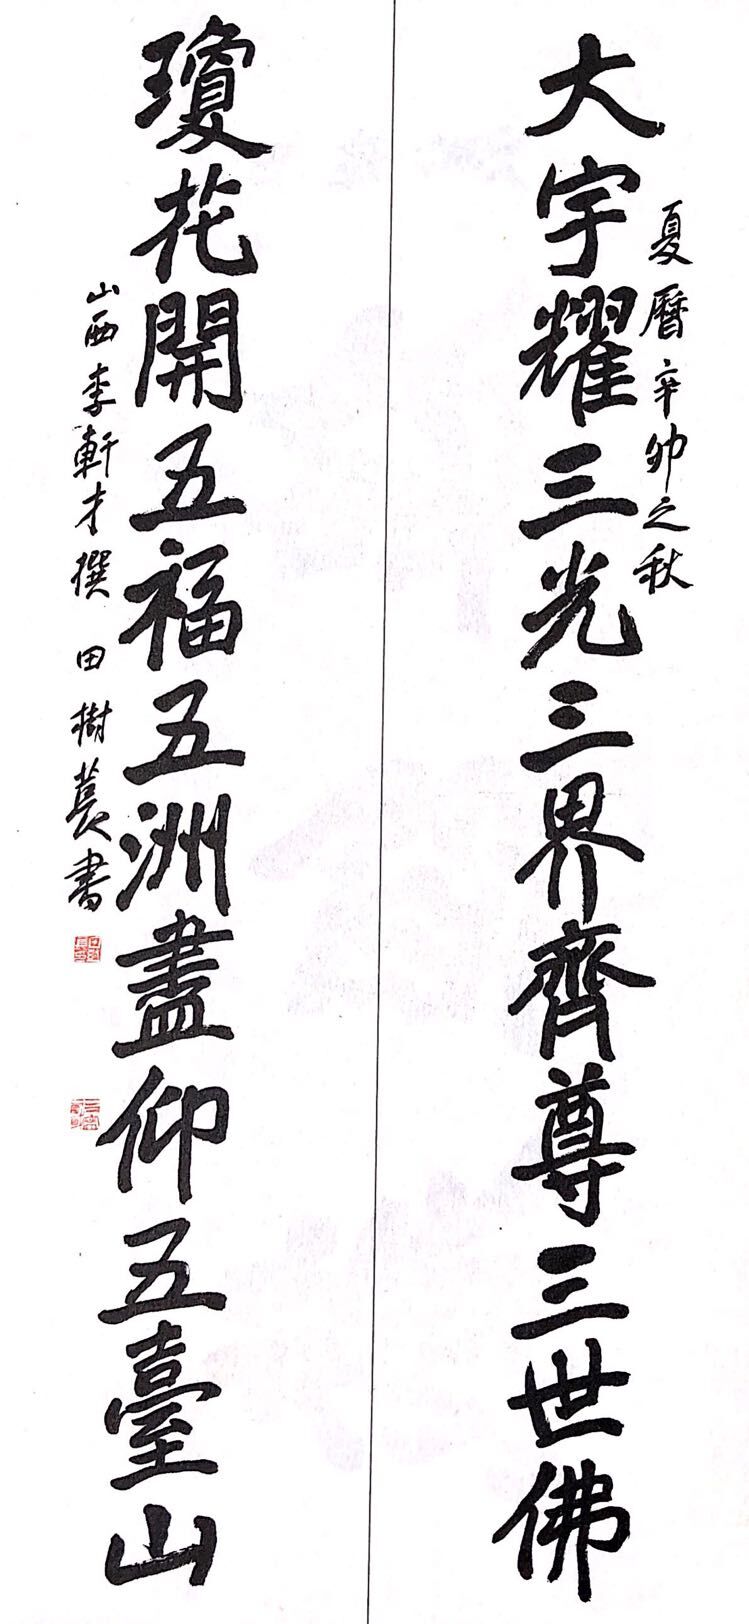 大宇耀三光三界齊尊三世佛
夏曆辛卯之秋
瓊花開五福五洲盡仰五臺山
山西李軒才撰 田樹萇書